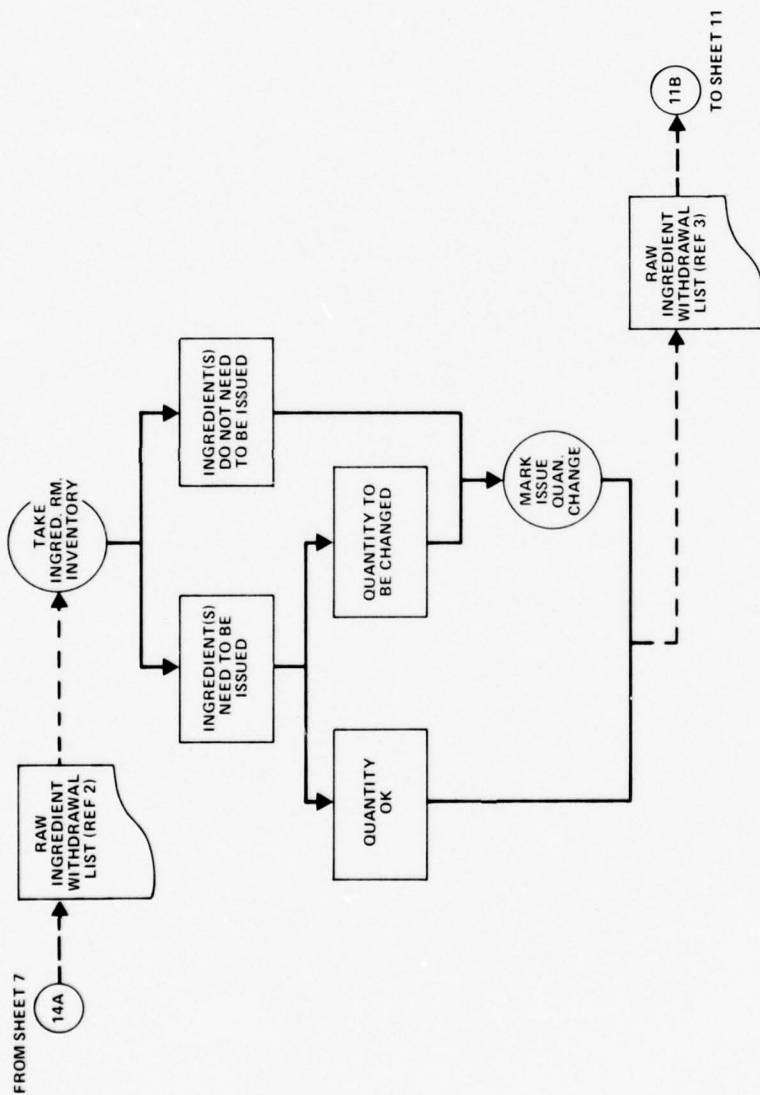 FROM SHEET 7
14A
RAW
INGREDIENT
WITHDRAWAL
LIST (REF 2)
TAKE
INGRED. RM.
INVENTORY
INGREDIENT(S)
NEED TO BE
ISSUED
INGREDIENT(S)
DO NOT NEED
TO BE ISSUED
QUANTITY
OK
QUANTITY TO
BE CHANGED
MARK
ISSUE
QUAN.
CHANGE
RAW
INGREDIENT
WITHDRAWAL
LIST (REF 3)
11B
TO SHEET 11